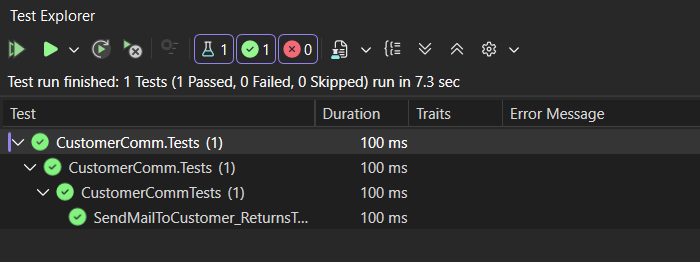 Test Explorer
1 1 0
Test run finished: 1 Tests (1 Passed, 0 Failed, 0 Skipped) run in 7.3 sec
Test Duration Traits Error Message
CustomerComm.Tests (1) 100 ms
CustomerComm.Tests (1) 100 ms
CustomerCommTests (1) 100 ms
SendMailToCustomer_ReturnsT... 100 ms